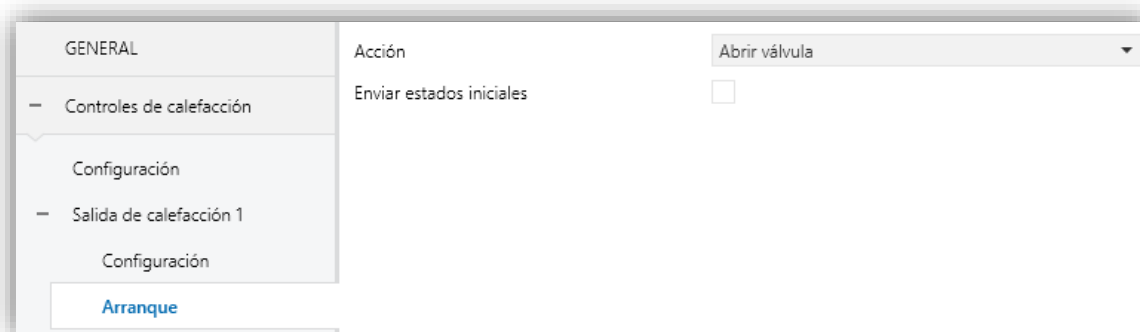 GENERAL
Controles de calefacción
Configuración
Salida de calefacción 1
Configuración
Arranque
Acción
Abrir válvula
Enviar estados iniciales